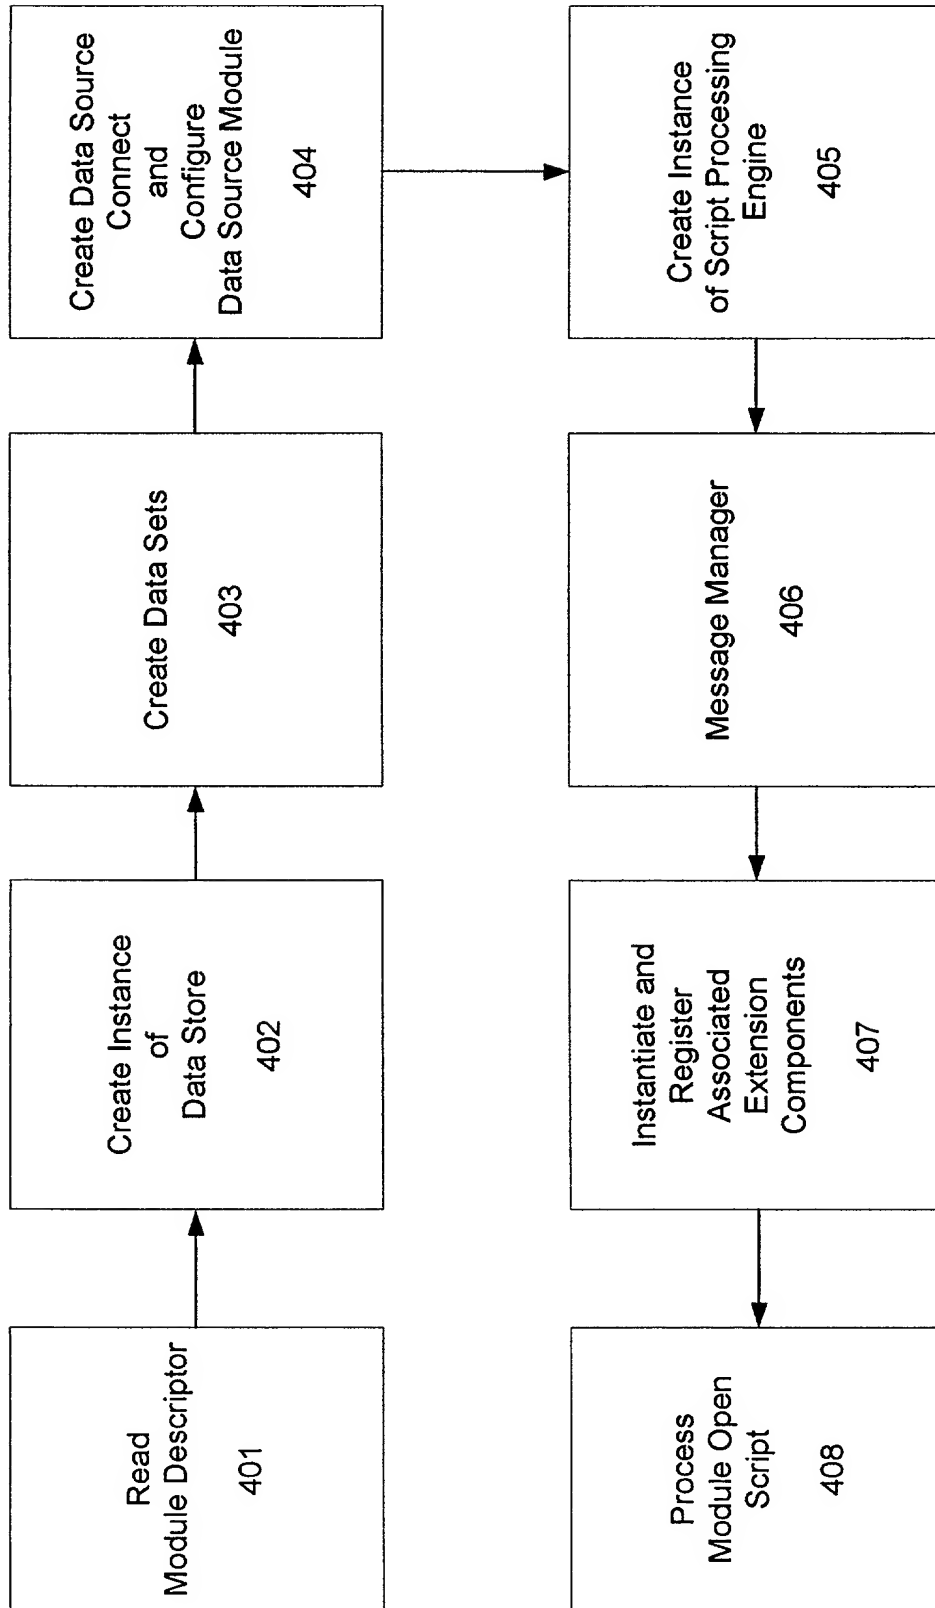 Read
Module Descriptor
401
Create Instance
of
Data Store
402
Create Data Sets
403
Create Data Source
Connect
and
Configure
Data Source Module
404
Create Instance
of Script Processing
Engine
405
Message Manager
406
Instantiate and
Register
Associated
Extension
Components
407
Process
Module Open
Script
408